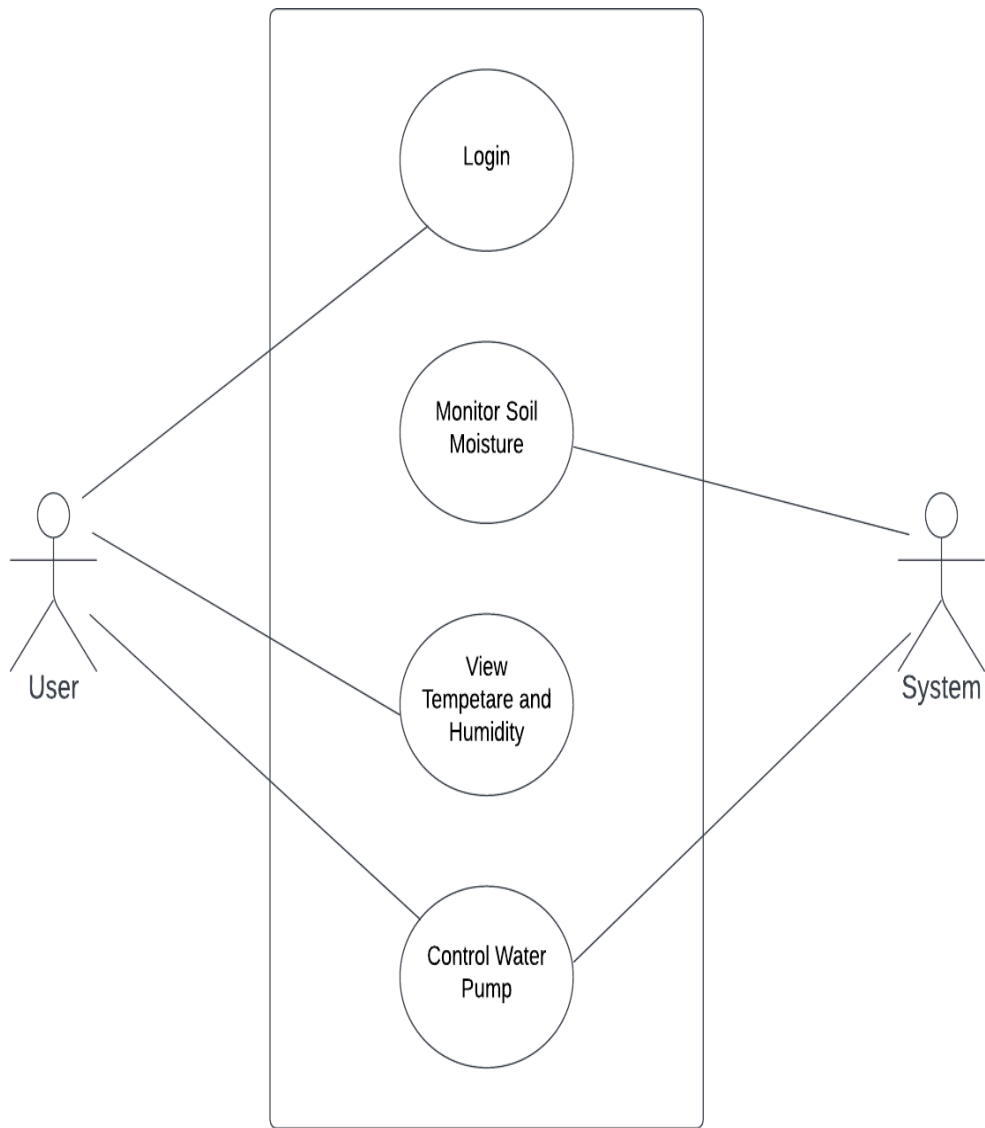 Login
Monitor Soil
Moisture
View
Tempetare and
Humidity
User
System
Control Water
Pump